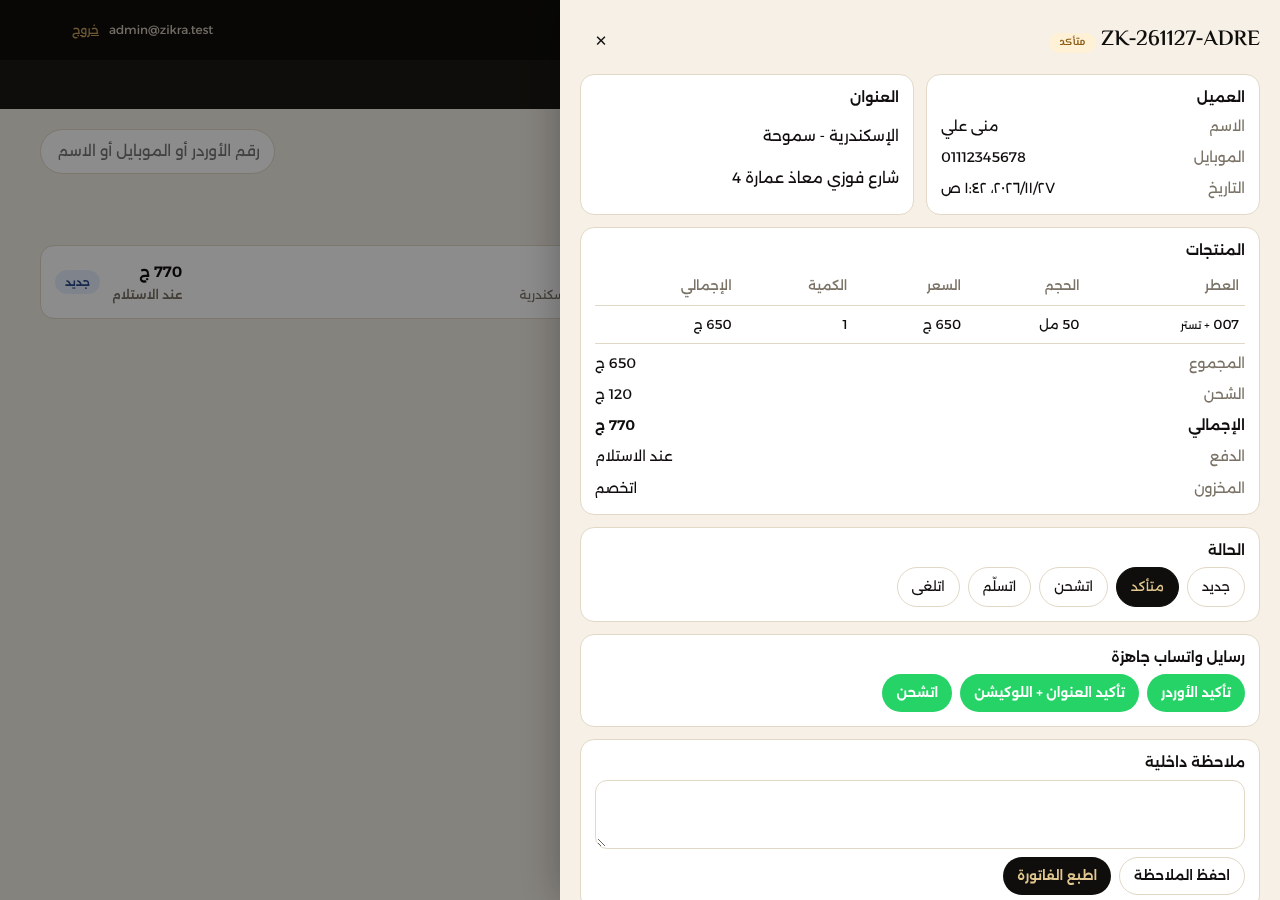 ZK-261127-ADRE متأكد ×
العميل
الاسم منى علي
الموبايل 01112345678
التاريخ ٢٠٢٦/١١/٢٧، ١:٤٢ ص
العنوان
الإسكندرية - سموحة
شارع فوزي معاذ عمارة 4
المنتجات
العطر الحجم السعر الكمية الإجمالي
007 + تستر 50 مل 650 ج 1 650 ج
المجموع 650 ج
الشحن 120 ج
الإجمالي 770 ج
الدفع عند الاستلام
المخزون اتخصم
الحالة
جديد متأكد اتشحن اتسلّم اتلغى
رسايل واتساب جاهزة
تأكيد الأوردر تأكيد العنوان + اللوكيشن اتشحن
ملاحظة داخلية
احفظ الملاحظة اطبع الفاتورة
admin@zikra.test خروج
رقم الأوردر أو الموبايل أو الاسم
770 ج
عند الاستلام
جديد